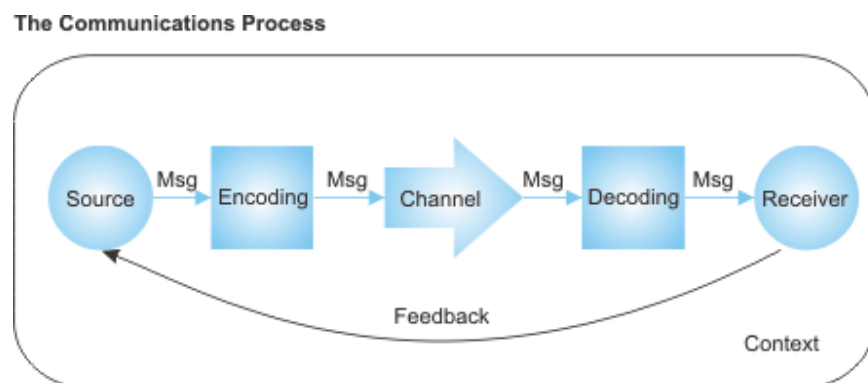 The Communications Process
Msg Msg Msg Msg
Source Encoding Channel Decoding Receiver
Feedback
Context